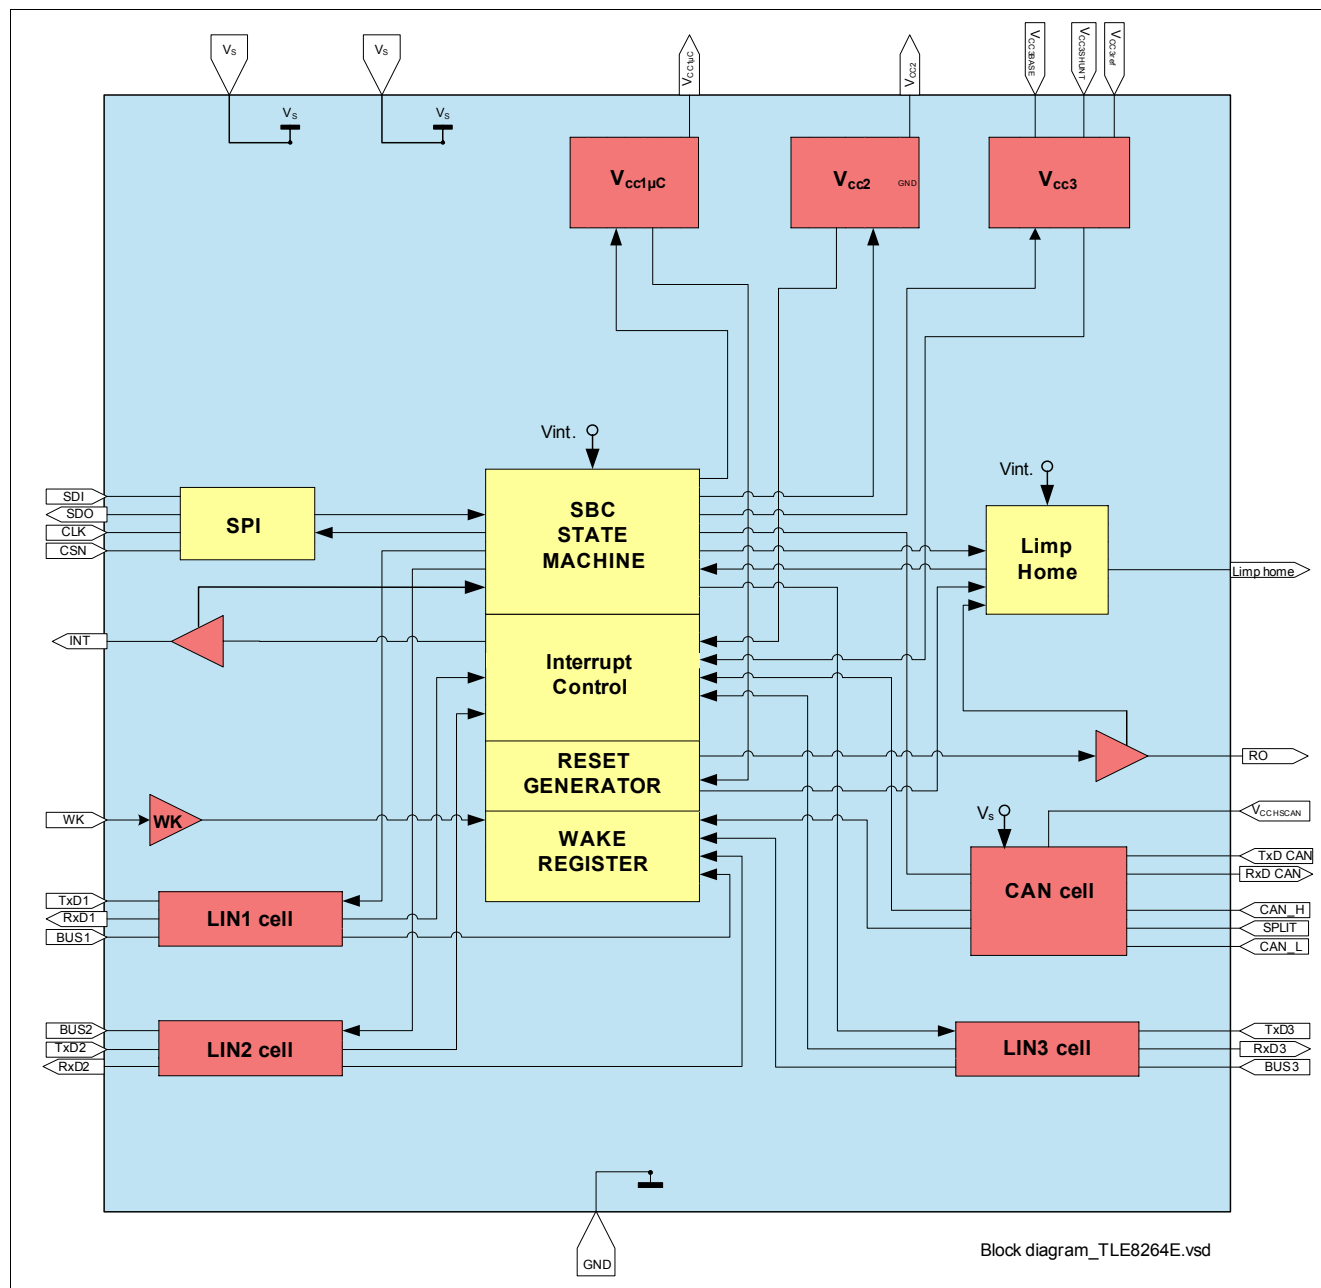 Vs
Vs
VCC1µC
VCC2
VCC3BASE
VCC3SHUNT
VCC3ref
Vs
Vs
Vcc1µC
Vcc2
GND
Vcc3
Vint.
Vint.
SDI
SDO
CLK
CSN
SPI
SBC
STATE
MACHINE
Limp
Home
Limp home
INT
Interrupt
Control
RESET
GENERATOR
RO
WK
WK
WAKE
REGISTER
Vs
VCCHSCAN
TxD CAN
RxD CAN
CAN cell
CAN_H
SPLIT
CAN_L
TxD1
RxD1
BUS1
LIN1 cell
BUS2
TxD2
RxD2
LIN2 cell
LIN3 cell
TxD3
RxD3
BUS3
GND
Block diagram_TLE8264E.vsd